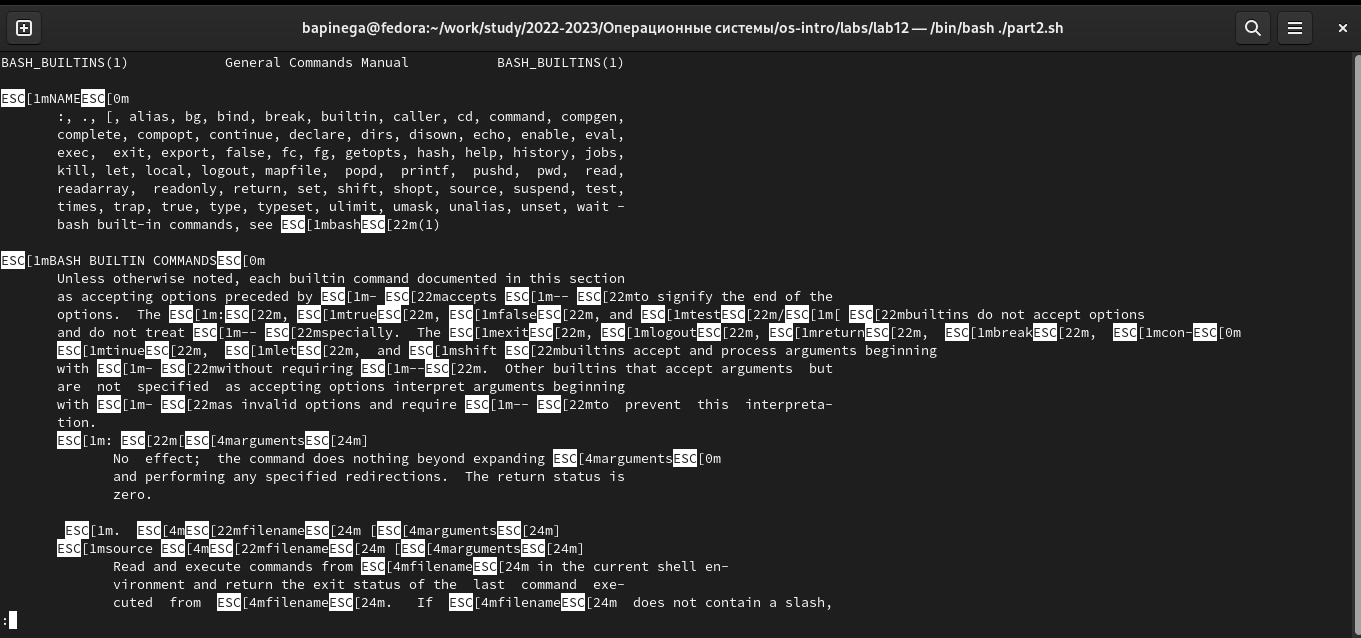 bapinega@fedora:~/work/study/2022-2023/Операционные системы/os-intro/labs/lab12 — /bin/bash ./part2.sh
BASH_BUILTINS(1)            General Commands Manual           BASH_BUILTINS(1)
ESC[1mNAMEESC[0m
       :, ., [, alias, bg, bind, break, builtin, caller, cd, command, compgen,
       complete, compopt, continue, declare, dirs, disown, echo, enable, eval,
       exec,  exit, export, false, fc, fg, getopts, hash, help, history, jobs,
       kill, let, local, logout, mapfile,  popd,  printf,  pushd,  pwd,  read,
       readarray,  readonly, return, set, shift, shopt, source, suspend, test,
       times, trap, true, type, typeset, ulimit, umask, unalias, unset, wait -
       bash built-in commands, see ESC[1mbashESC[22m(1)
ESC[1mBASH BUILTIN COMMANDSESC[0m
       Unless otherwise noted, each builtin command documented in this section
       as accepting options preceded by ESC[1m- ESC[22maccepts ESC[1m-- ESC[22mto signify the end of the
       options.  The ESC[1m:ESC[22m, ESC[1mtrueESC[22m, ESC[1mfalseESC[22m, and ESC[1mtestESC[22m/ESC[1m[ ESC[22mbuiltins do not accept options
       and do not treat ESC[1m-- ESC[22mspecially.  The ESC[1mexitESC[22m, ESC[1mlogoutESC[22m, ESC[1mreturnESC[22m,  ESC[1mbreakESC[22m,  ESC[1mcon-ESC[0m
       ESC[1mtinueESC[22m,  ESC[1mletESC[22m,  and ESC[1mshift ESC[22mbuiltins accept and process arguments beginning
       with ESC[1m- ESC[22mwithout requiring ESC[1m--ESC[22m.  Other builtins that accept arguments  but
       are  not  specified  as accepting options interpret arguments beginning
       with ESC[1m- ESC[22mas invalid options and require ESC[1m-- ESC[22mto  prevent  this  interpreta-
       tion.
       ESC[1m: ESC[22m[ESC[4margumentsESC[24m]
              No  effect;  the command does nothing beyond expanding ESC[4margumentsESC[0m
              and performing any specified redirections.  The return status is
              zero.
        ESC[1m.  ESC[4mESC[22mfilenameESC[24m [ESC[4margumentsESC[24m]
       ESC[1msource ESC[4mESC[22mfilenameESC[24m [ESC[4margumentsESC[24m]
              Read and execute commands from ESC[4mfilenameESC[24m in the current shell en-
              vironment and return the exit status of the  last  command  exe-
              cuted  from  ESC[4mfilenameESC[24m.   If  ESC[4mfilenameESC[24m  does not contain a slash,
: